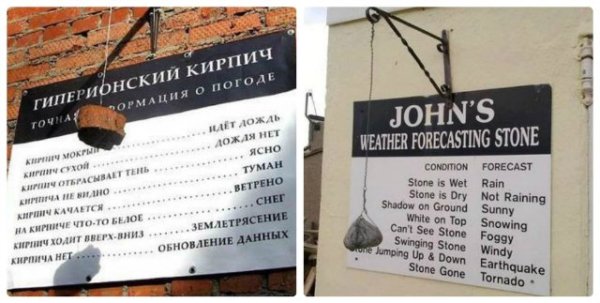 ГИПЕРИОНСКИЙ КИРПИЧ
ИНФОРМАЦИЯ О ПОГОДЕ
КИРПИЧ МОКРЫЙ ИДЁТ ДОЖДЬ
КИРПИЧ СУХОЙ ДОЖДЯ НЕТ
КИРПИЧ ОТБРАСЫВАЕТ ТЕНЬ ЯСНО
КИРПИЧА НЕ ВИДНО ТУМАН
КИРПИЧ КАЧАЕТСЯ ВЕТРЕНО
НА КИРПИЧЕ ЧТО-ТО БЕЛОЕ СНЕГ
КИРПИЧ ХОДИТ ВВЕРХ-ВНИЗ ЗЕМЛЕТРЯСЕНИЕ
КИРПИЧА НЕТ ОБНОВЛЕНИЕ ДАННЫХ
JOHN'S
WEATHER FORECASTING STONE
CONDITION FORECAST
Stone is Wet Rain
Stone is Dry Not Raining
Shadow on Ground Sunny
White on Top Snowing
Can't See Stone Foggy
Swinging Stone Windy
Stone Jumping Up & Down Earthquake
Stone Gone Tornado